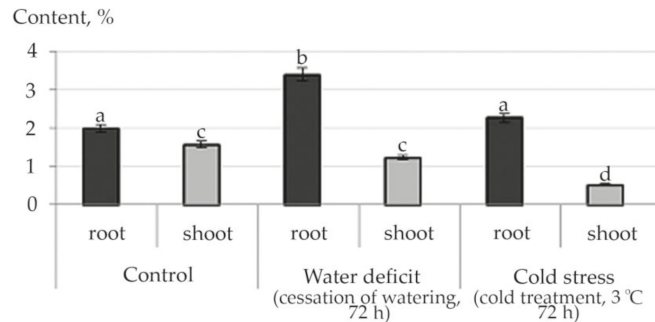 Content, %
4
3
2
1
0
a
c
b
c
a
d
root shoot root shoot root shoot
Control Water deficit Cold stress
(cessation of watering, (cold treatment, 3 °C
72 h) 72 h)